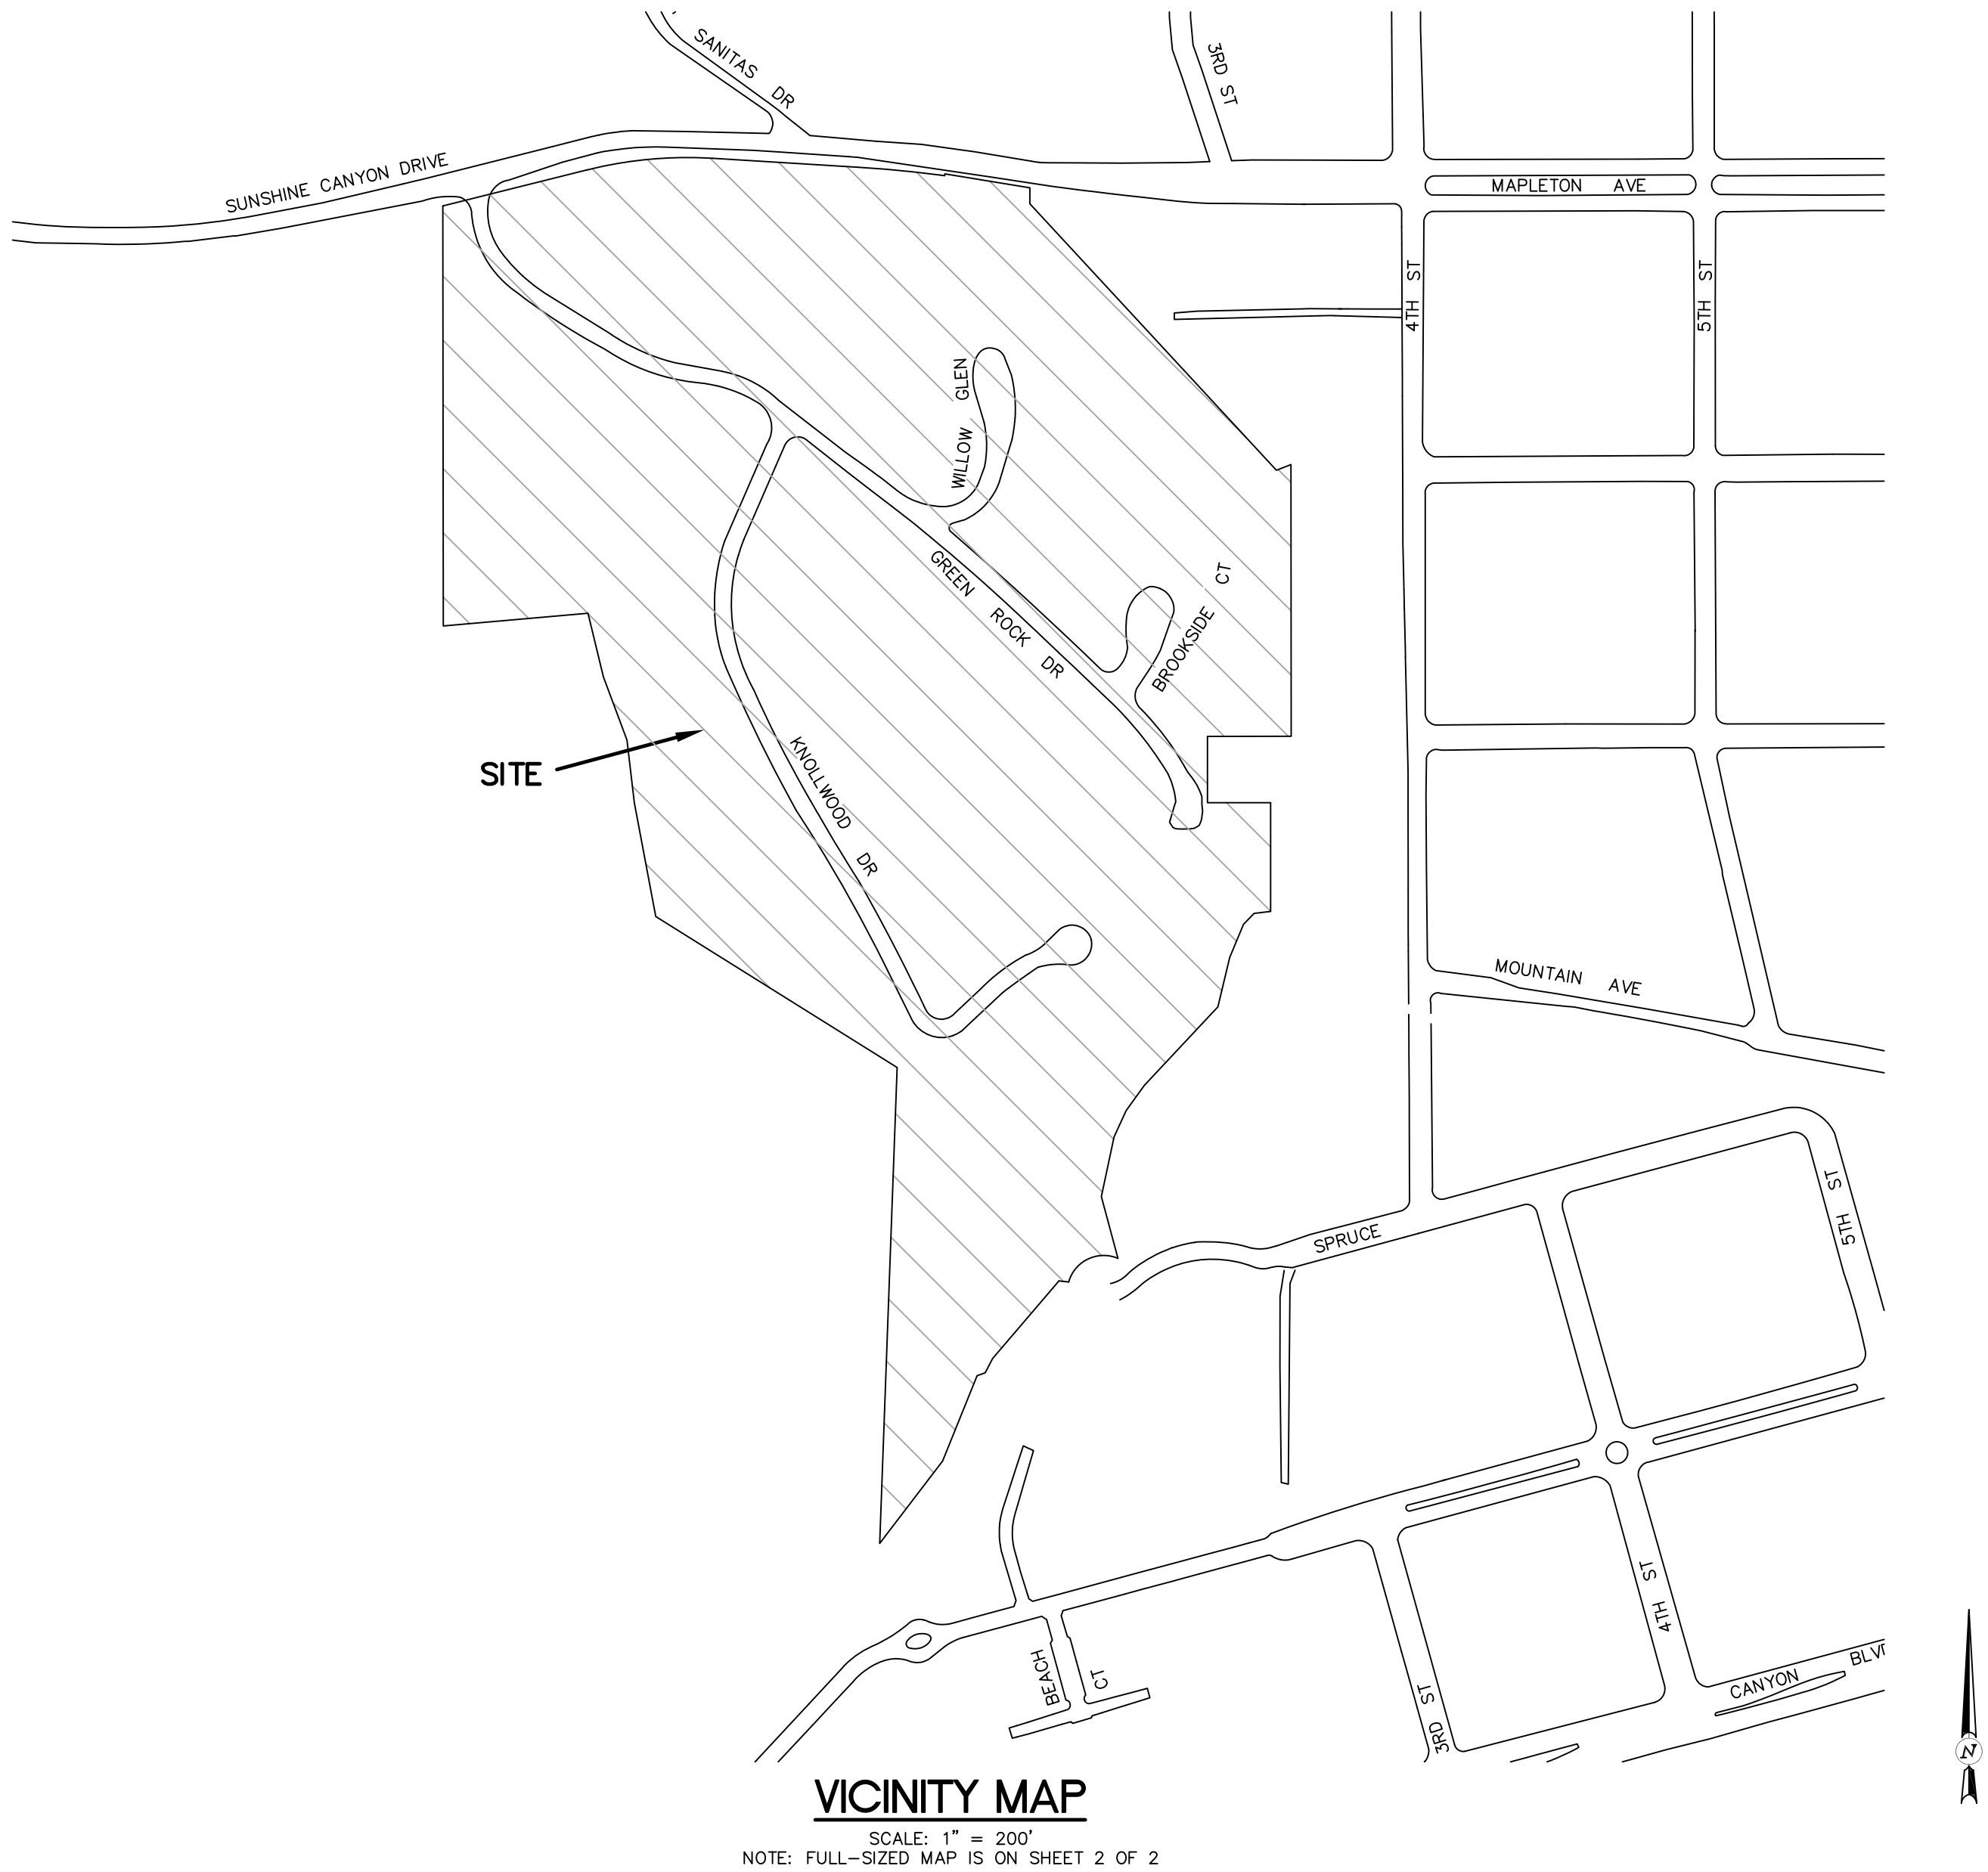 SANITAS DR
3RD ST
SUNSHINE CANYON DRIVE
MAPLETON AVE
4TH ST
5TH ST
WILLOW GLEN
GREEN ROCK DR
BROOKSIDE CT
SITE
KNOLLWOOD DR
MOUNTAIN AVE
SPRUCE
5TH ST
4TH ST
BEACH CT
3RD ST
CANYON BLV
N
VICINITY MAP
SCALE: 1" = 200'
NOTE: FULL-SIZED MAP IS ON SHEET 2 OF 2